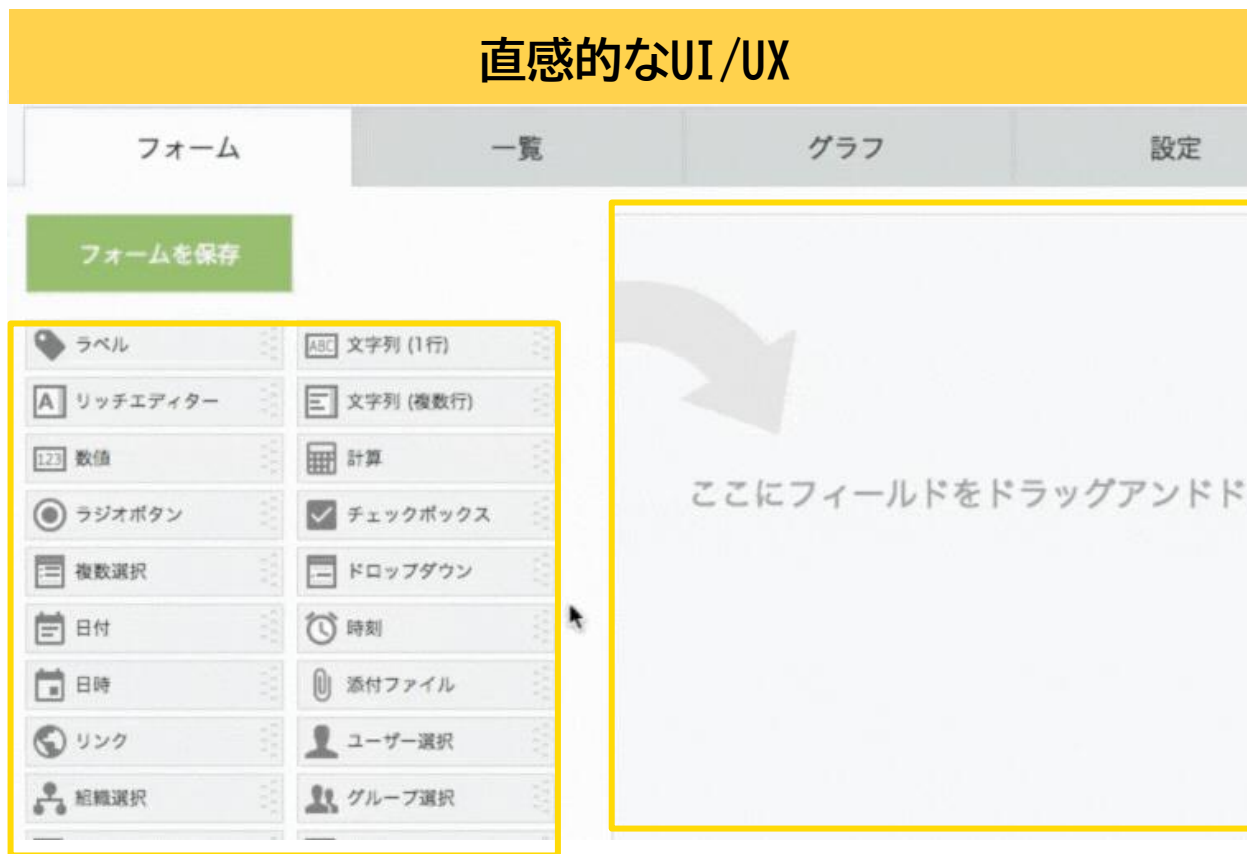 直感的なUI/UX
フォーム 一覧 グラフ 設定
フォームを保存
ラベル ABC 文字列 (1行)
A リッチエディター 文字列 (複数行)
123 数値 計算
ラジオボタン チェックボックス
複数選択 ドロップダウン
日付 時刻
日時 添付ファイル
リンク ユーザー選択
組織選択 グループ選択
ここにフィールドをドラッグアンドド